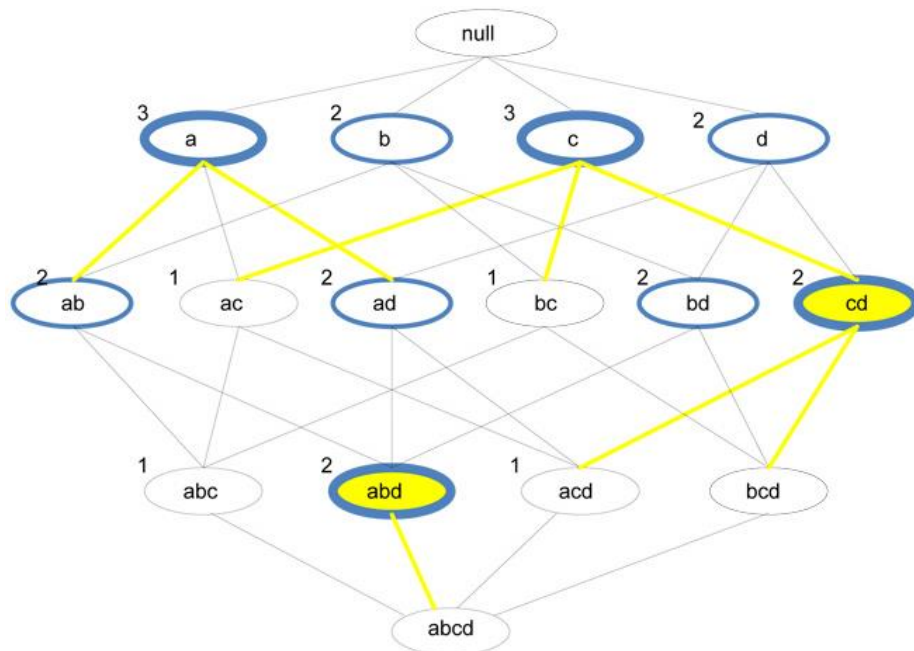 null
3 a 2 b 3 c 2 d
2 ab 1 ac 2 ad 1 bc 2 bd 2 cd
1 abc 2 abd 1 acd bcd
abcd